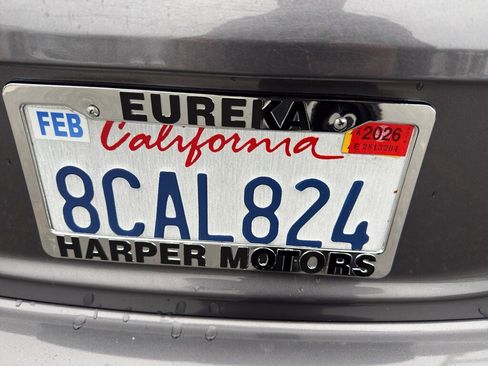 EUREKA
FEB
California
2026
8CAL824
HARPER MOTORS